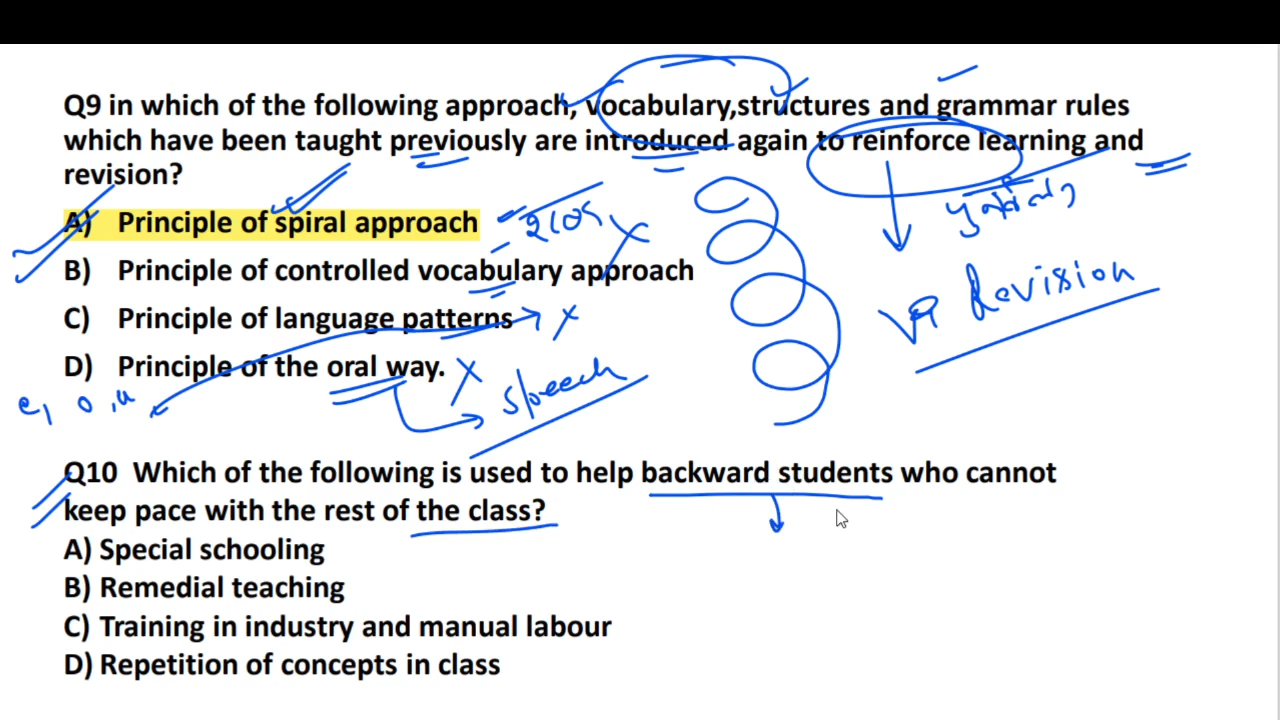 Q9 in which of the following approach, vocabulary,structures and grammar rules
which have been taught previously are introduced again to reinforce learning and
revision?
A) Principle of spiral approach
B) Principle of controlled vocabulary approach
C) Principle of language patterns
D) Principle of the oral way.
Revision
speech
e, o, u
Q10 Which of the following is used to help backward students who cannot
keep pace with the rest of the class?
A) Special schooling
B) Remedial teaching
C) Training in industry and manual labour
D) Repetition of concepts in class